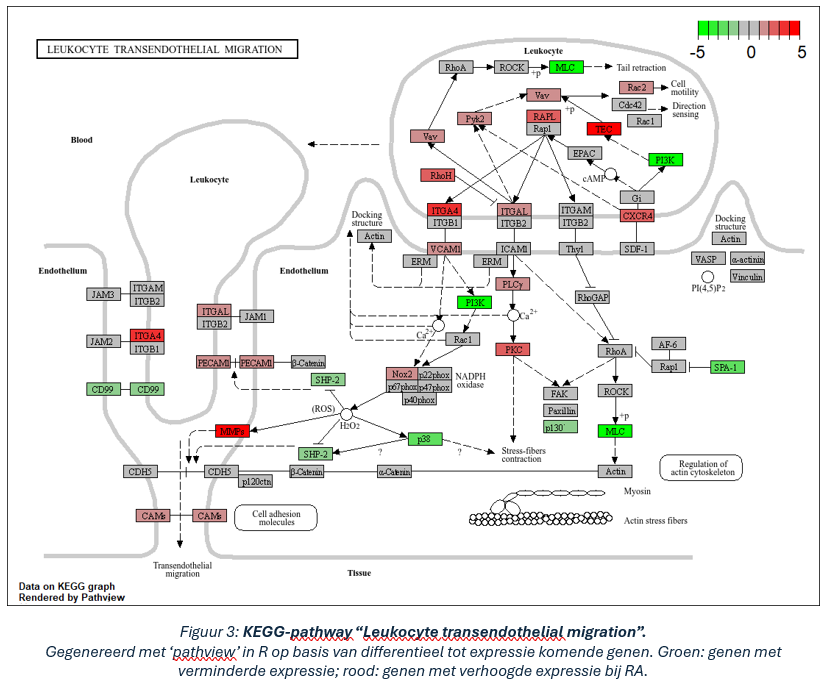 LEUKOCYTE TRANSENDOTHELIAL MIGRATION
-5 0 5
Leukocyte
RhoA ROCK +p MLC Tail retraction
Vav Rac2 Cell
motility
+p Cdc42 Direction
sensing
Rac1
Pyk2 RAPL TEC
Rap1
Vav
Blood
EPAC PI3K
cAMP
Leukocyte
RhoH
Gi
ITGA4 ITGAL ITGAM CXCR4
ITGB1 ITGB2 ITGB2
Docking
structure
Actin
VCAM1 ICAM1 Thy1 SDF-1
Docking
structure
Actin
ERM ERM
VASP α-actinin
Vinculin
PI(4,5)P2
Endothelium Endothelium
PLCγ
PI3K RhoGAP
JAM3 ITGAM
ITGB2
ITGAL JAM1
ITGB2
Ca2+ Ca2+
Rac1
JAM2 ITGA4
ITGB1
PKC RhoA AF-6
Rap1 SPA-1
PECAM1 PECAM1 β-Catenin
SHP-2
Nox2 p22phox NADPH
oxidase
p67phox p47phox
p40phox
CD99 CD99
FAK ROCK
Paxillin
p130
+p
(ROS)
H2O2
MMPs
p38 MLC
SHP-2 ? ? Stress-fibers
contraction
CDH5 CDH5 p120ctn β-Catenin α-Catenin Actin
Regulation of
actin cytoskeleton
Myosin
Actin stress fibers
CAMs CAMs Cell adhesion
molecules
Transendothelial
migration
Tissue
Data on KEGG graph
Rendered by Pathview
Figuur 3: KEGG-pathway “Leukocyte transendothelial migration”.
Gegenereerd met ‘pathview’ in R op basis van differentieel tot expressie komende genen. Groen: genen met
verminderde expressie; rood: genen met verhoogde expressie bij RA.